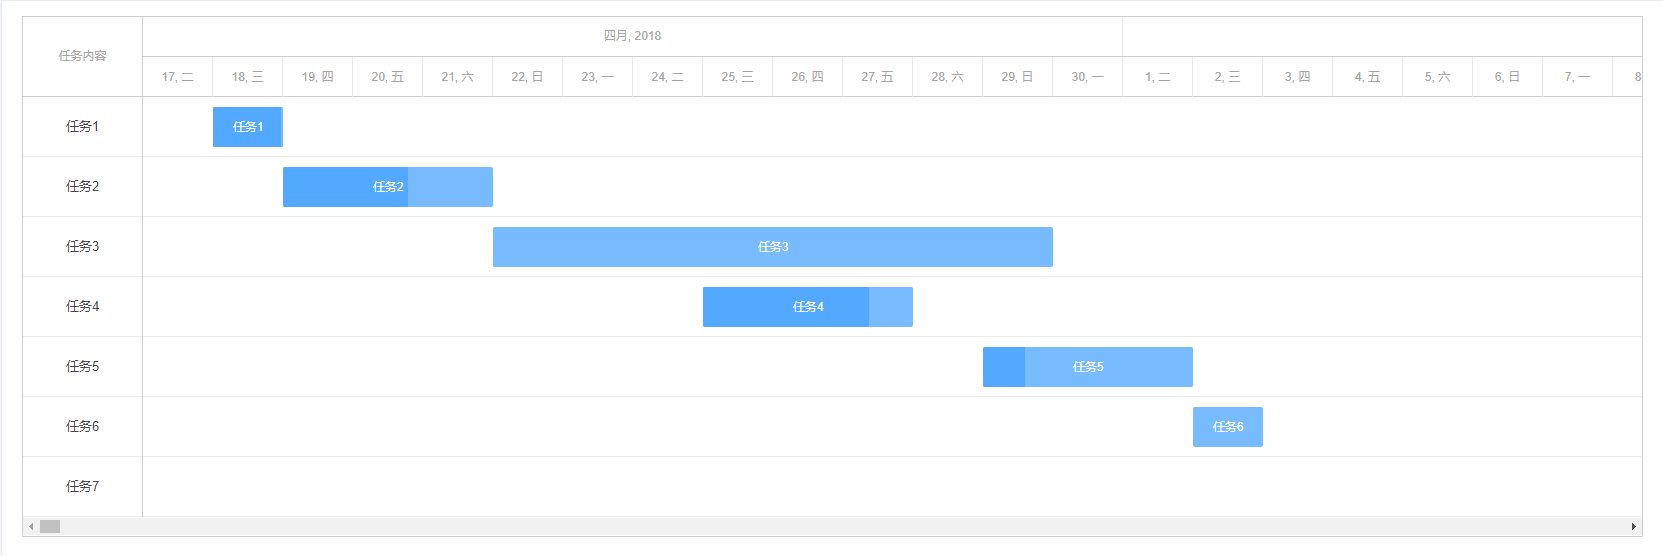 任务内容
四月, 2018
17, 二 18, 三 19, 四 20, 五 21, 六 22, 日 23, 一 24, 二 25, 三 26, 四 27, 五 28, 六 29, 日 30, 一 1, 二 2, 三 3, 四 4, 五 5, 六 6, 日 7, 一 8
任务1 任务1
任务2 任务2
任务3 任务3
任务4 任务4
任务5 任务5
任务6 任务6
任务7